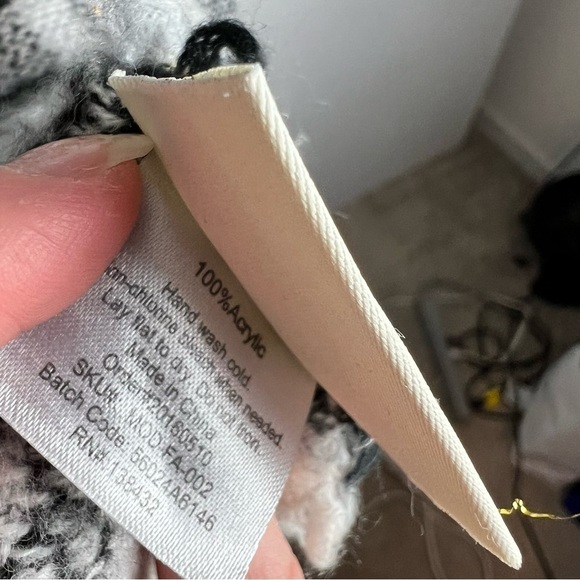 100%Acrylic
Hand wash cold.
Non-chlorine bleach when needed.
Lay flat to dry. Do not iron.
Made in China
Order#20160510
SKU#: MOD-FA-002
Batch Code: 56024A6146
RN#: 138432